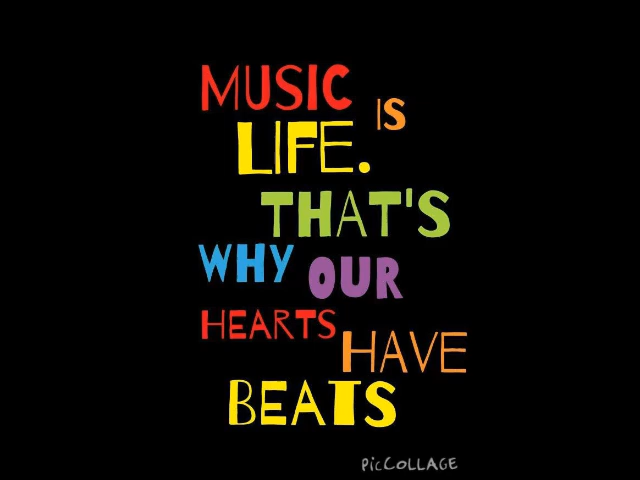 MUSIC IS
LIFE.
THAT'S
WHY OUR
HEARTS HAVE
BEATS
PicCOLLAGE